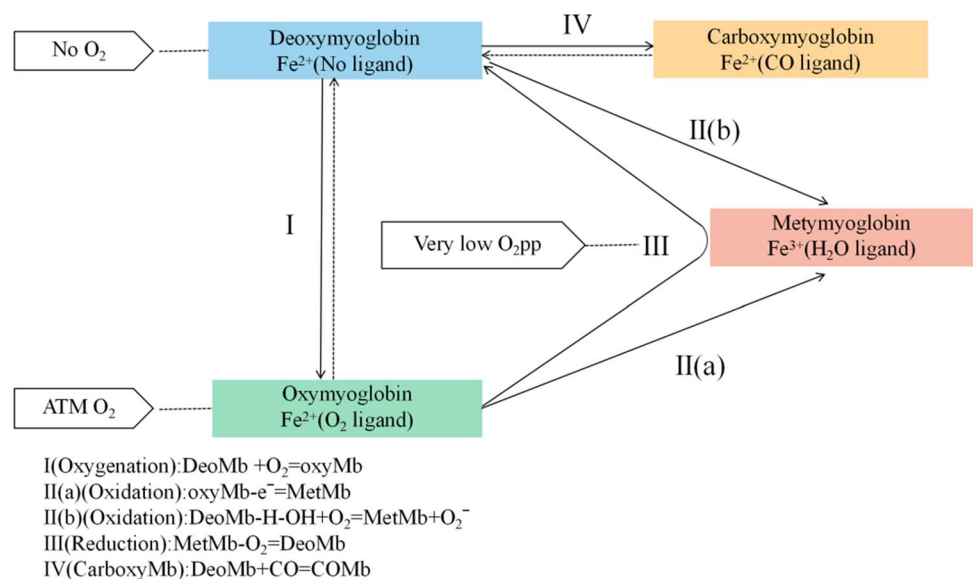 No O₂
Deoxymyoglobin
Fe²⁺(No ligand)
IV
Carboxymyoglobin
Fe²⁺(CO ligand)
II(b)
I
Very low O₂pp
III
Metymyoglobin
Fe³⁺(H₂O ligand)
II(a)
ATM O₂
Oxymyoglobin
Fe²⁺(O₂ ligand)
I(Oxygenation):DeoMb +O₂=oxyMb
II(a)(Oxidation):oxyMb-e⁻=MetMb
II(b)(Oxidation):DeoMb-H-OH+O₂=MetMb+O₂⁻
III(Reduction):MetMb-O₂=DeoMb
IV(CarboxyMb):DeoMb+CO=COMb